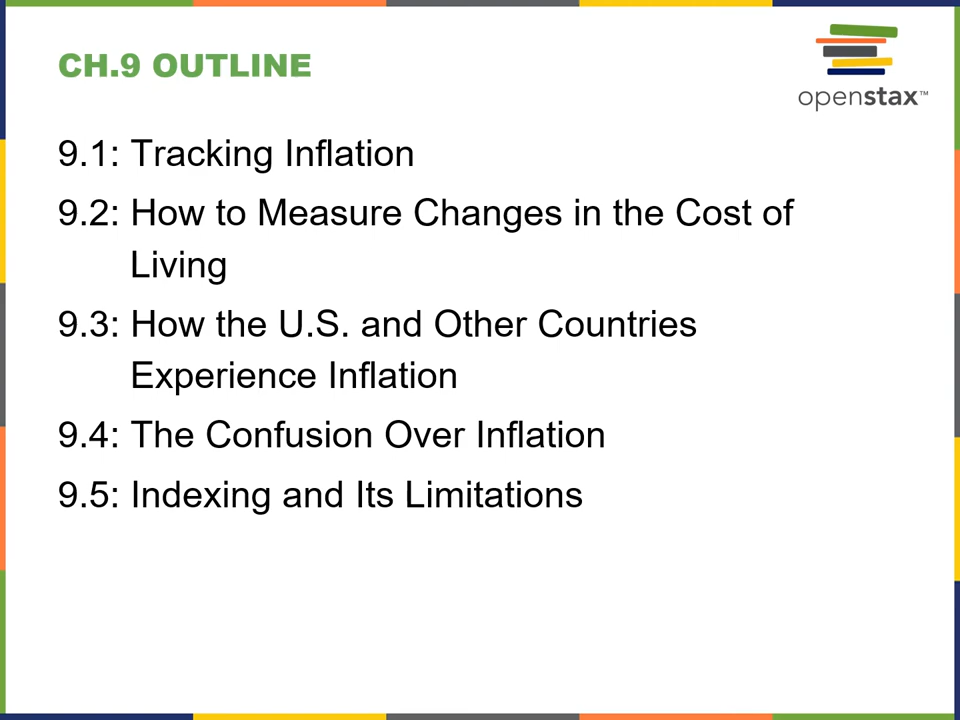 CH.9 OUTLINE
openstax™
9.1: Tracking Inflation
9.2: How to Measure Changes in the Cost of
Living
9.3: How the U.S. and Other Countries
Experience Inflation
9.4: The Confusion Over Inflation
9.5: Indexing and Its Limitations